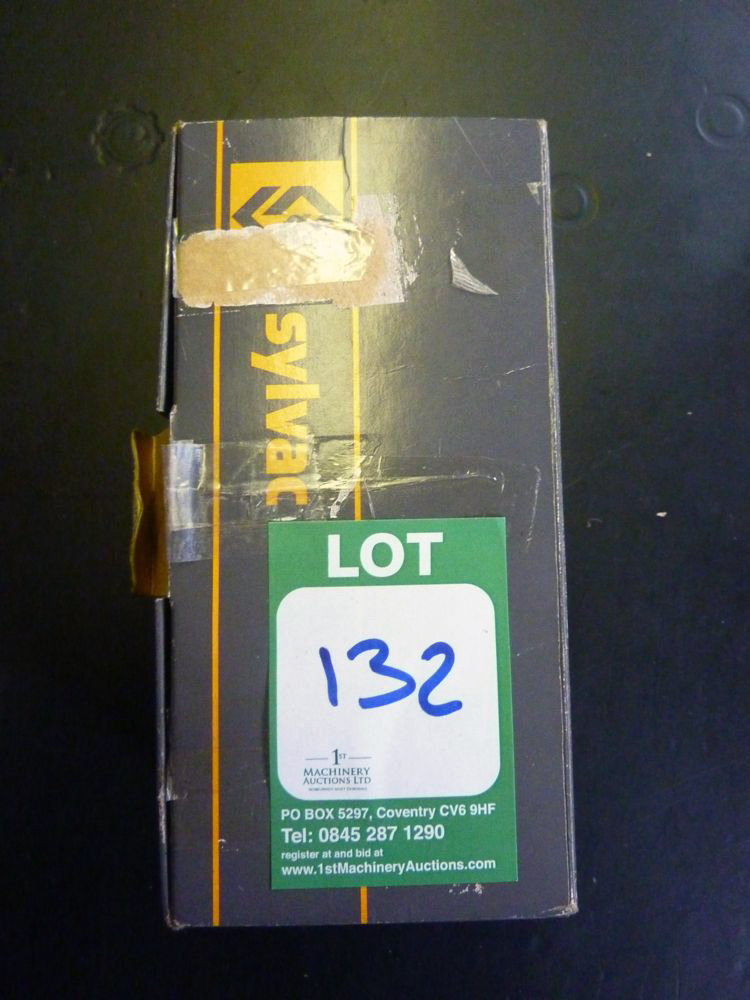 sylvac
LOT
132
1ST
MACHINERY
AUCTIONS LTD
PO BOX 5297, Coventry CV6 9HF
Tel: 0845 287 1290
register at and bid at
www.1stMachineryAuctions.com